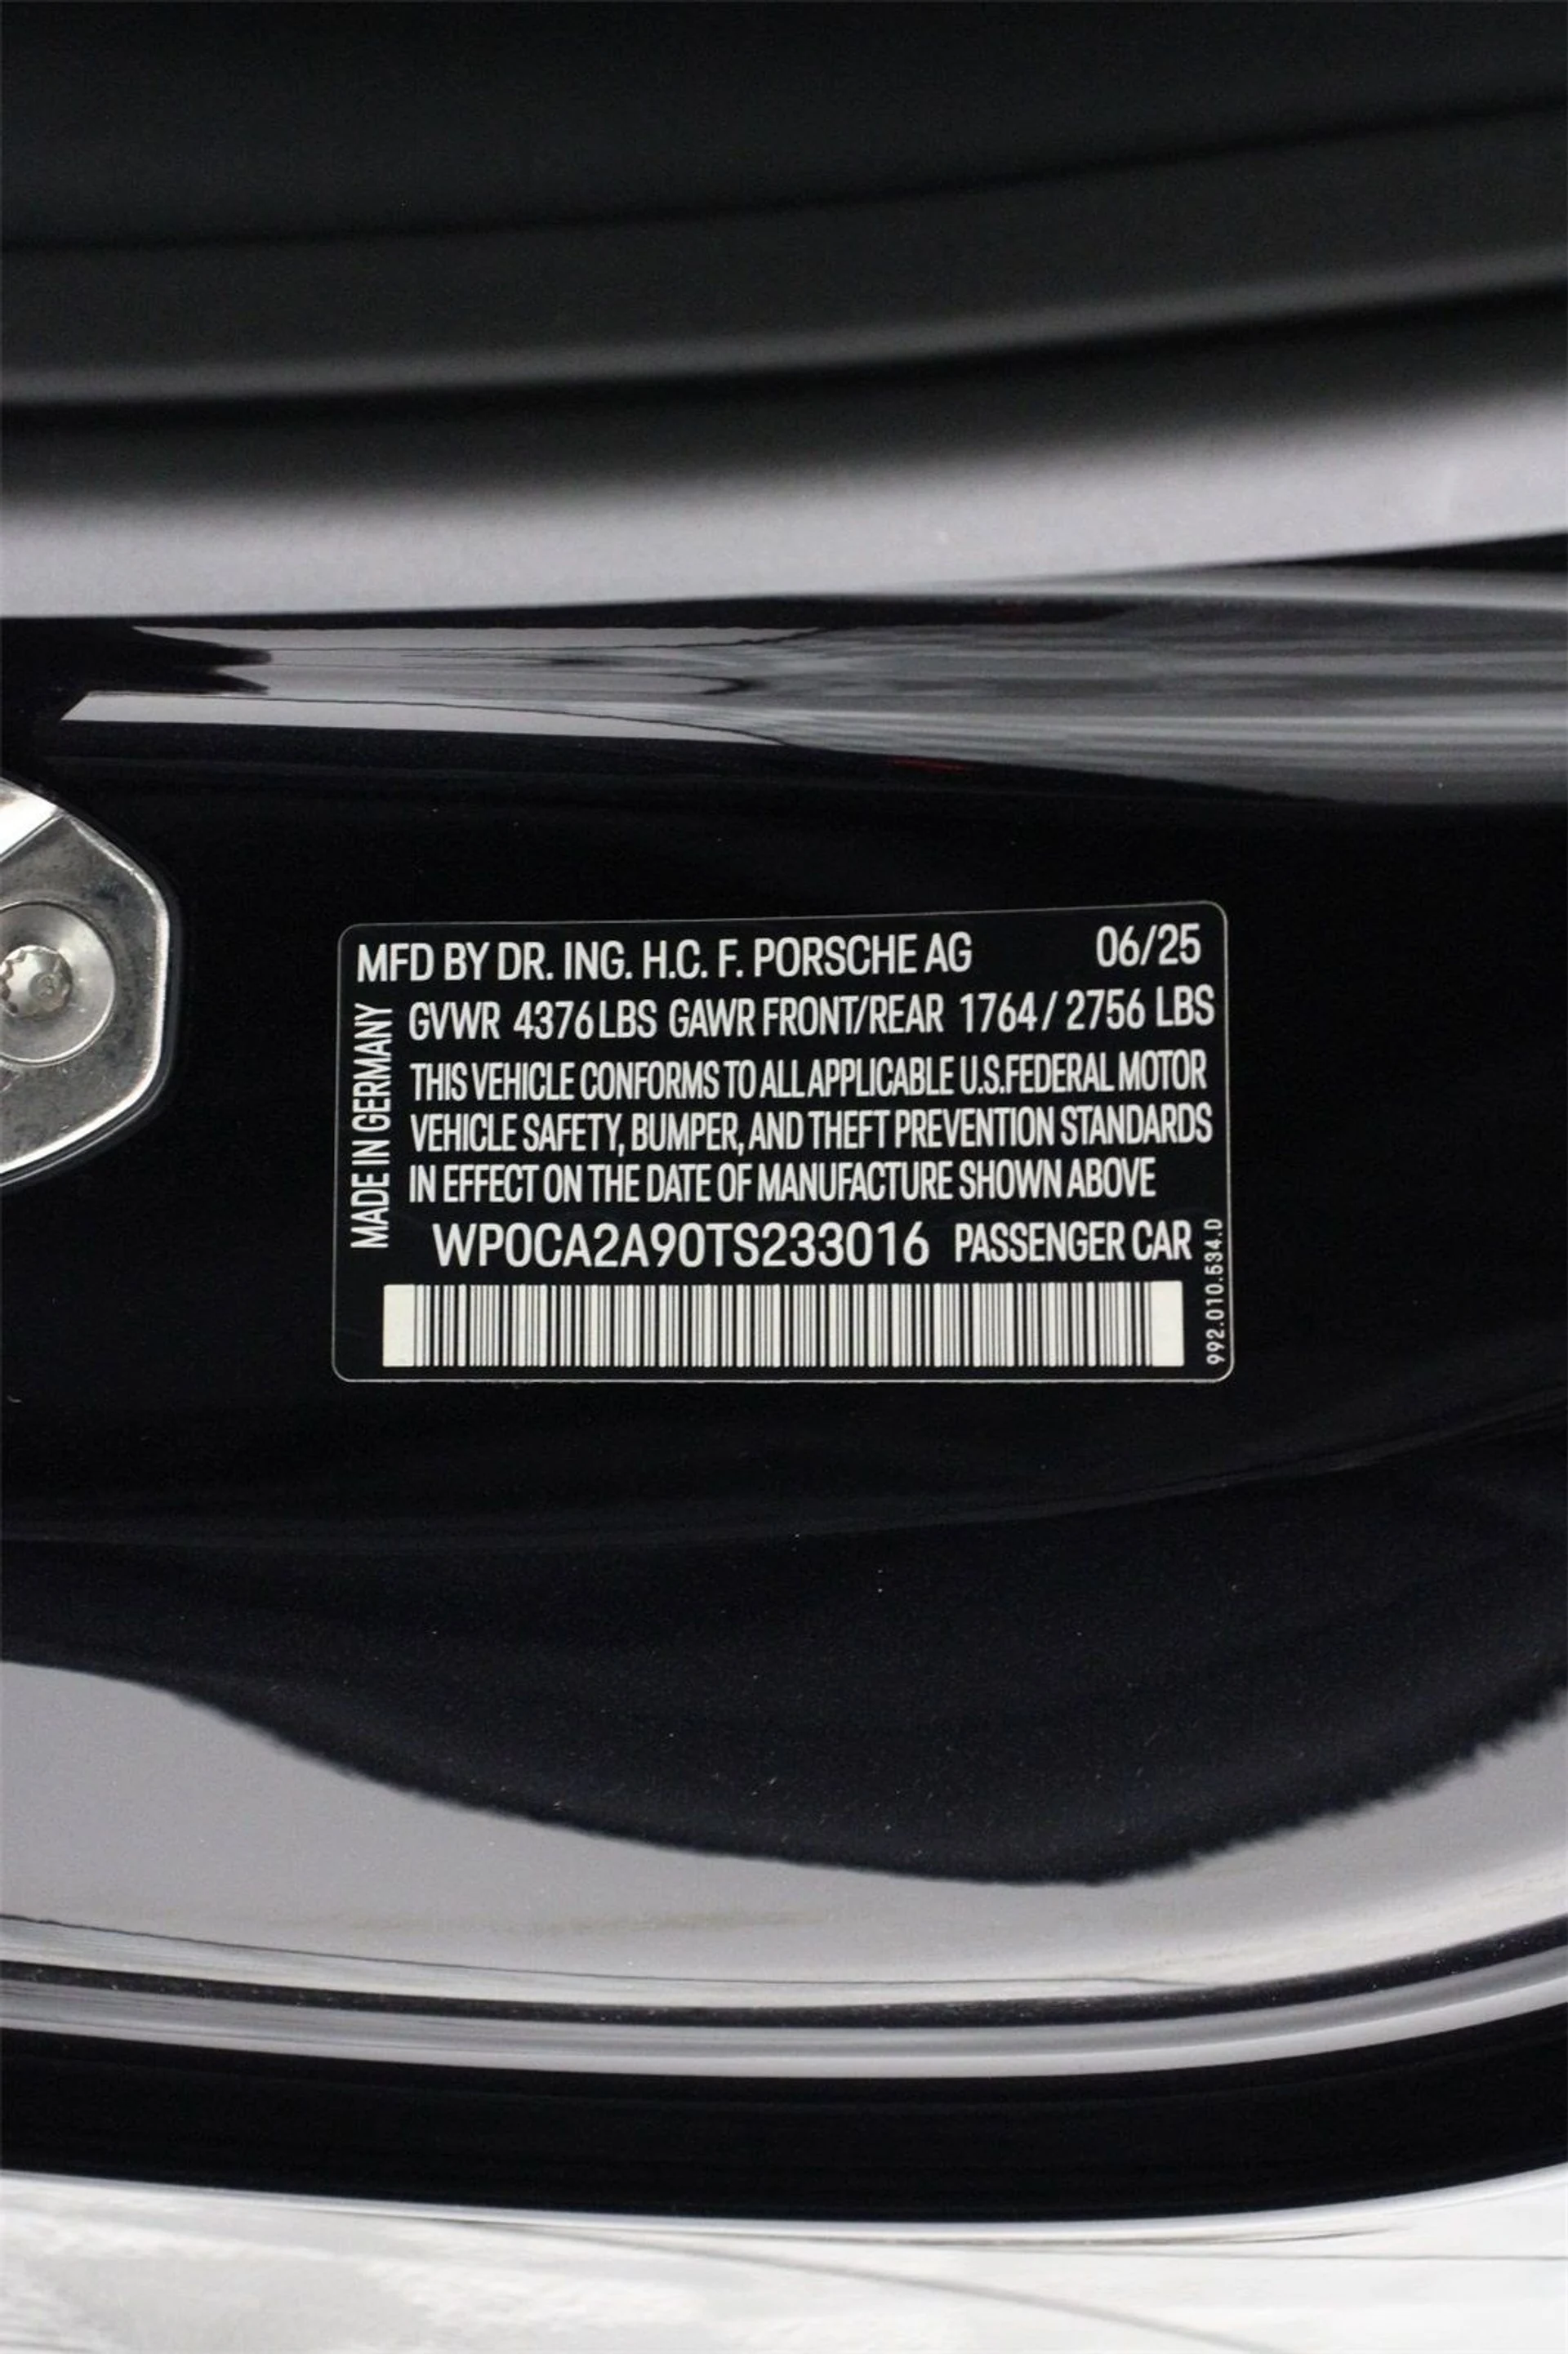 MFD BY DR. ING. H.C. F. PORSCHE AG 06/25
MADE IN GERMANY
GVWR 4376LBS GAWR FRONT/REAR 1764/2756 LBS
THIS VEHICLE CONFORMS TO ALL APPLICABLE U.S.FEDERAL MOTOR
VEHICLE SAFETY, BUMPER, AND THEFT PREVENTION STANDARDS
IN EFFECT ON THE DATE OF MANUFACTURE SHOWN ABOVE
WP0CA2A90TS233016 PASSENGER CAR
992.010.534.D